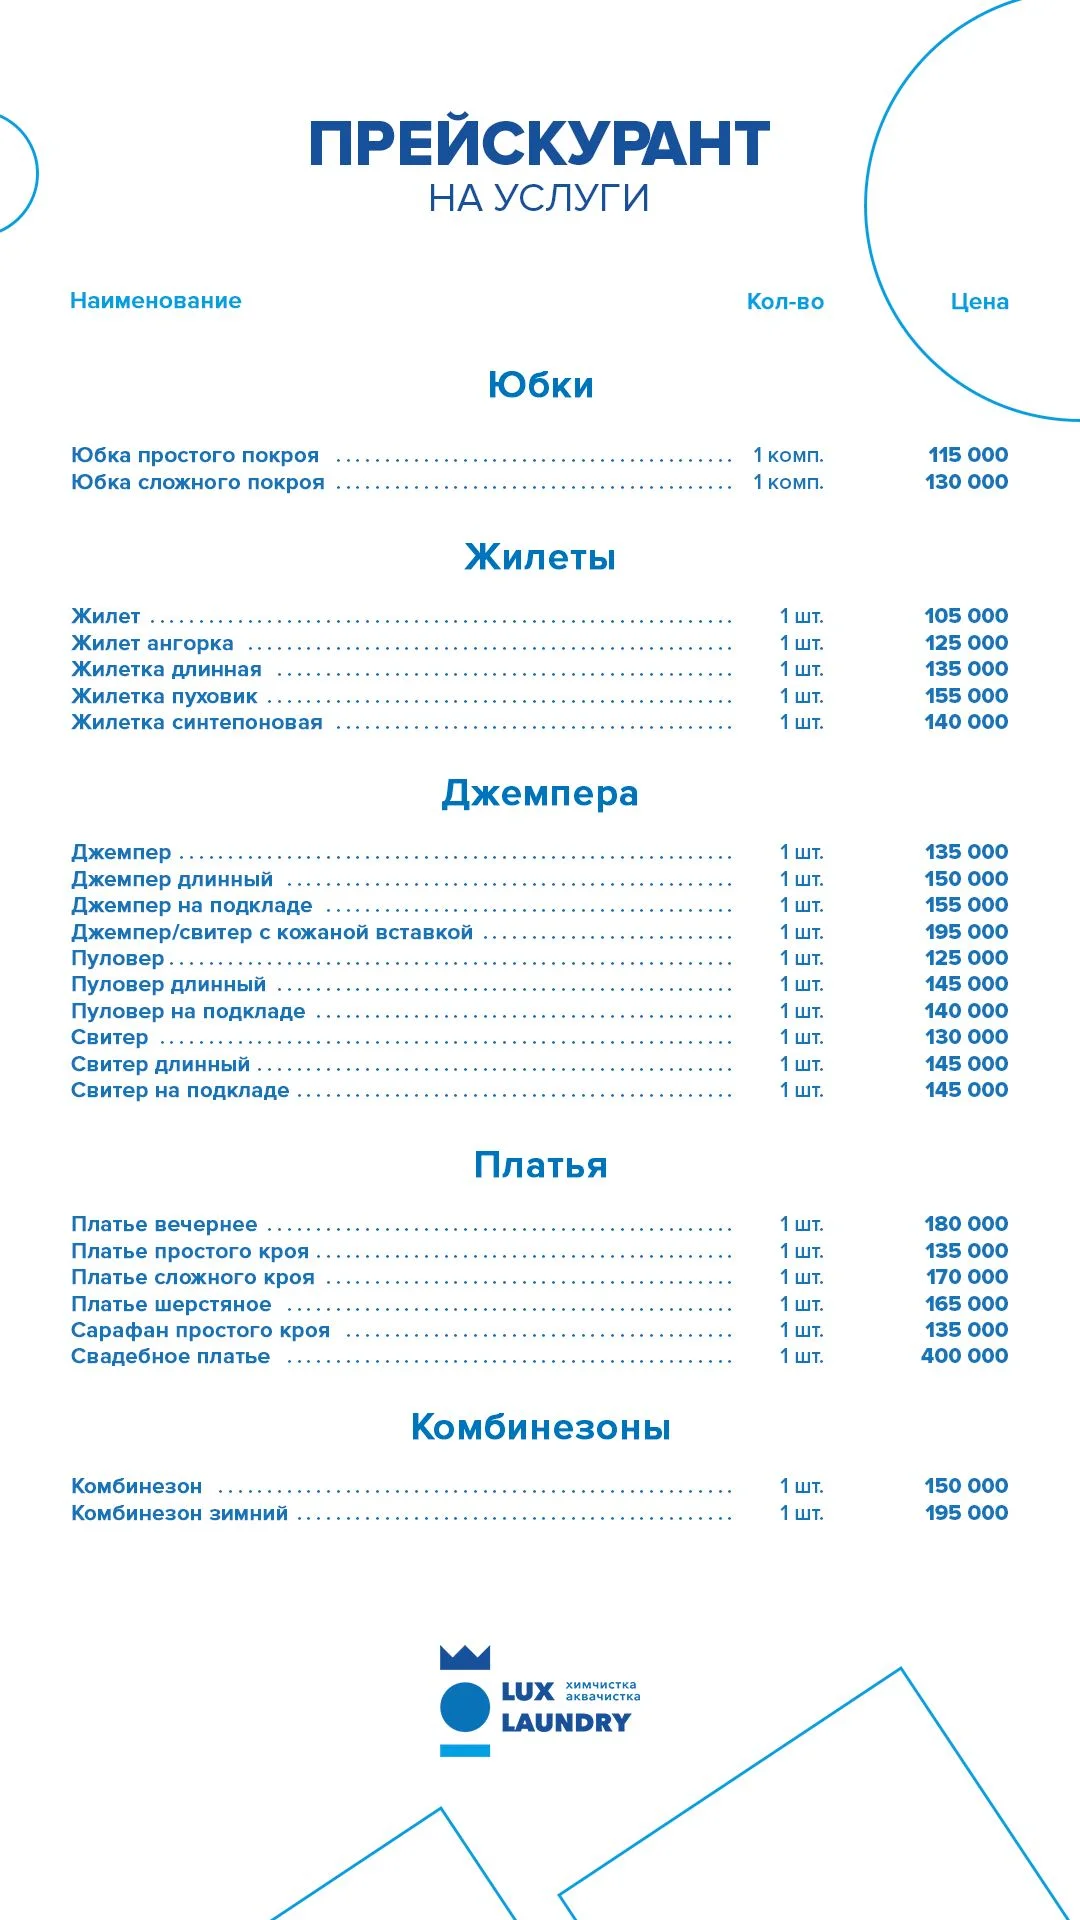 ПРЕЙСКУРАНТ
НА УСЛУГИ
Наименование Кол-во Цена
Юбки
Юбка простого покроя 1 комп. 115 000
Юбка сложного покроя 1 комп. 130 000
Жилеты
Жилет 1 шт. 105 000
Жилет ангорка 1 шт. 125 000
Жилетка длинная 1 шт. 135 000
Жилетка пуховик 1 шт. 155 000
Жилетка синтепоновая 1 шт. 140 000
Джемпера
Джемпер 1 шт. 135 000
Джемпер длинный 1 шт. 150 000
Джемпер на подкладе 1 шт. 155 000
Джемпер/свитер с кожаной вставкой 1 шт. 195 000
Пуловер 1 шт. 125 000
Пуловер длинный 1 шт. 145 000
Пуловер на подкладе 1 шт. 140 000
Свитер 1 шт. 130 000
Свитер длинный 1 шт. 145 000
Свитер на подкладе 1 шт. 145 000
Платья
Платье вечернее 1 шт. 180 000
Платье простого кроя 1 шт. 135 000
Платье сложного кроя 1 шт. 170 000
Платье шерстяное 1 шт. 165 000
Сарафан простого кроя 1 шт. 135 000
Свадебное платье 1 шт. 400 000
Комбинезоны
Комбинезон 1 шт. 150 000
Комбинезон зимний 1 шт. 195 000
LUX химчистка
аквачистка
LAUNDRY